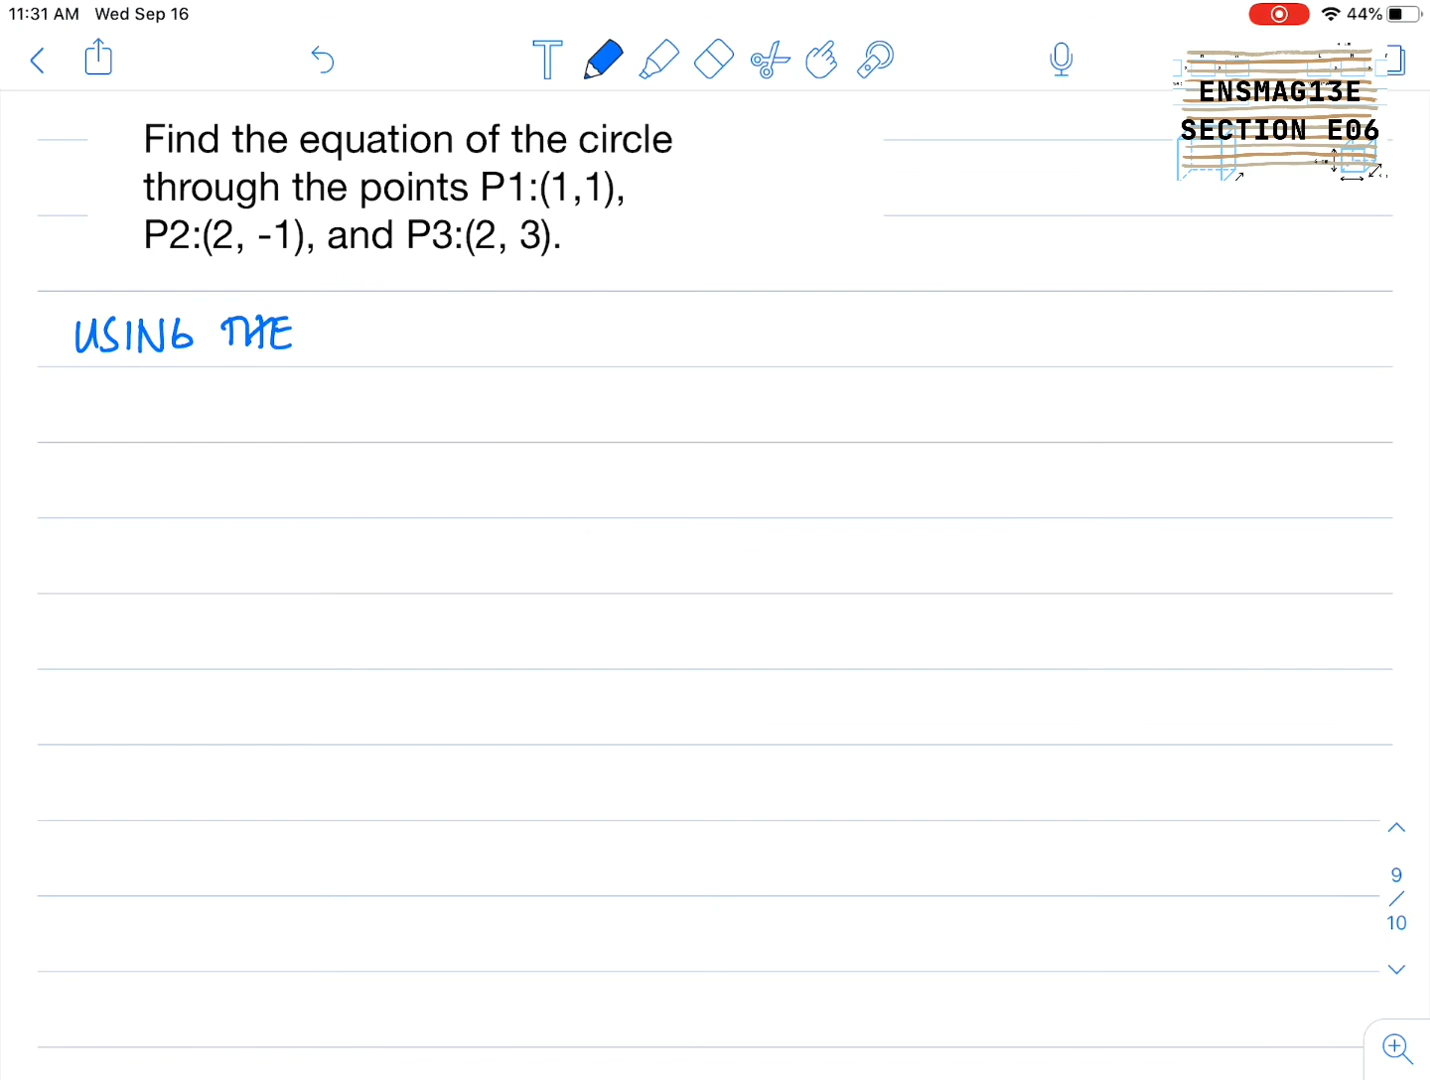 11:31 AM Wed Sep 16
44%
ENSMAG13E
SECTION E06
Find the equation of the circle
through the points P1:(1,1),
P2:(2, -1), and P3:(2, 3).
USING THE
9
/
10